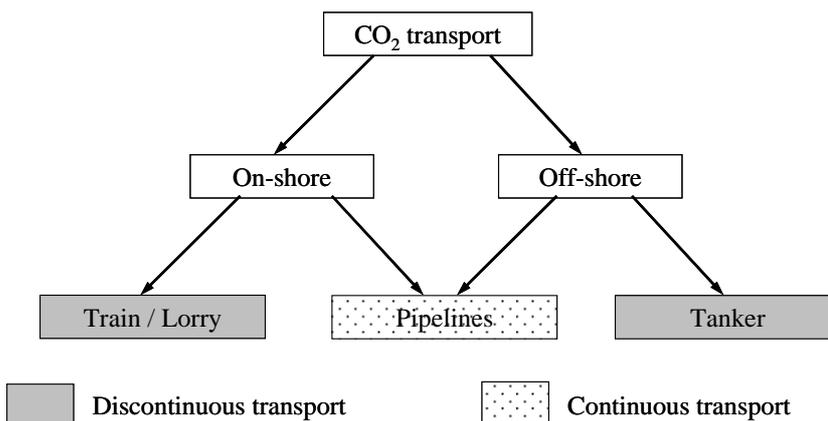 CO₂ transport
On-shore
Off-shore
Train / Lorry
Pipelines
Tanker
Discontinuous transport
Continuous transport